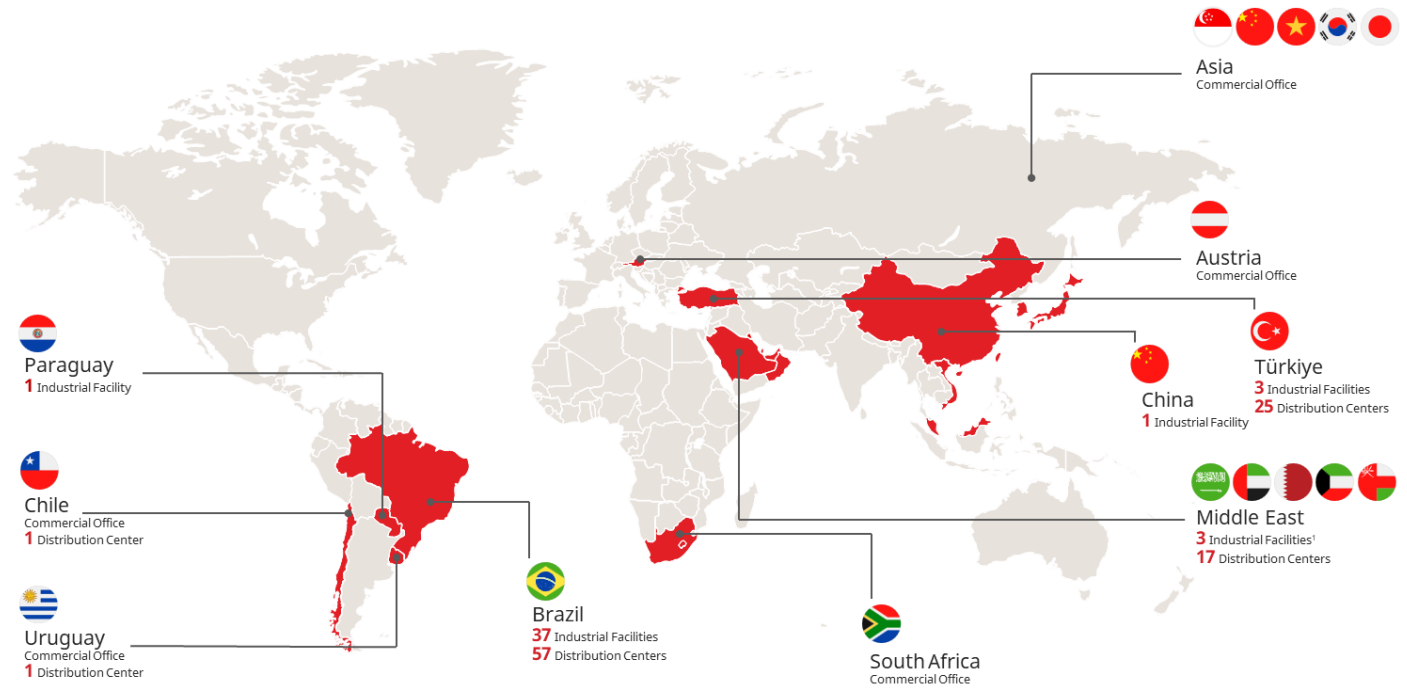 Asia
Commercial Office
Austria
Commercial Office
Türkiye
3 Industrial Facilities
25 Distribution Centers
China
1 Industrial Facility
Middle East
3 Industrial Facilities¹
17 Distribution Centers
Paraguay
1 Industrial Facility
Chile
Commercial Office
1 Distribution Center
Uruguay
Commercial Office
1 Distribution Center
Brazil
37 Industrial Facilities
57 Distribution Centers
South Africa
Commercial Office